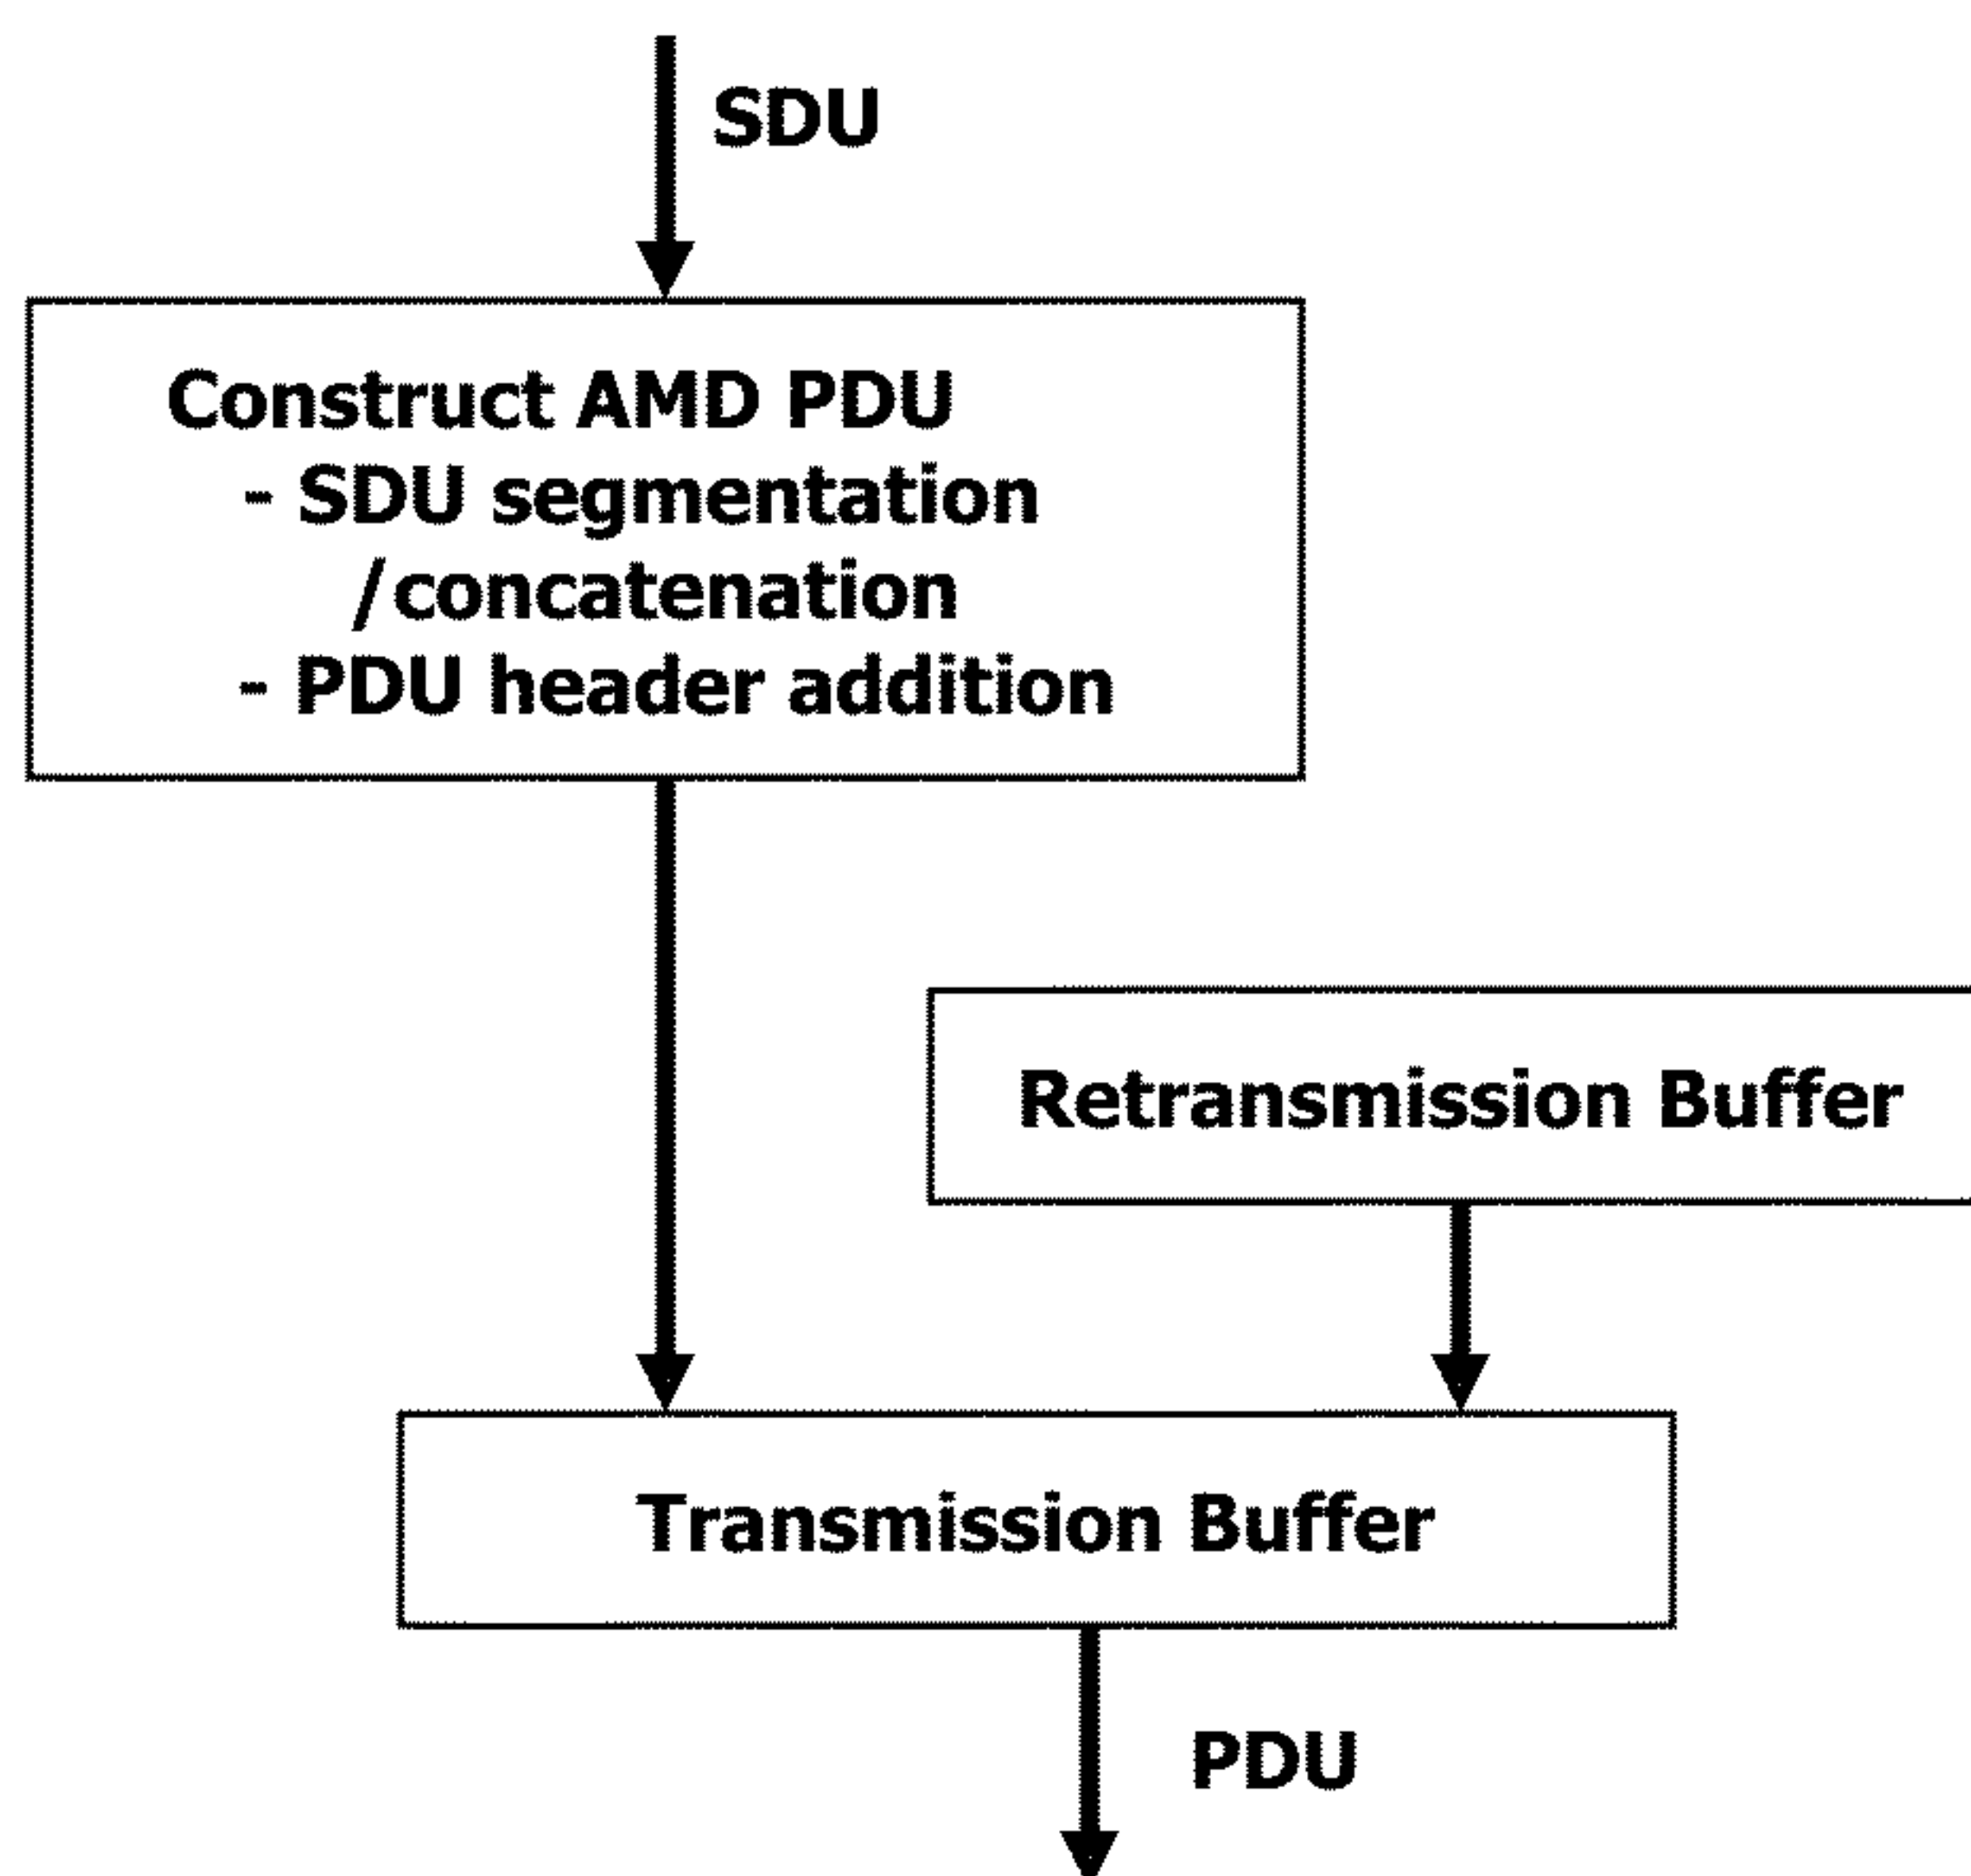 SDU
Construct AMD PDU
- SDU segmentation
/concatenation
- PDU header addition
Retransmission Buffer
Transmission Buffer
PDU